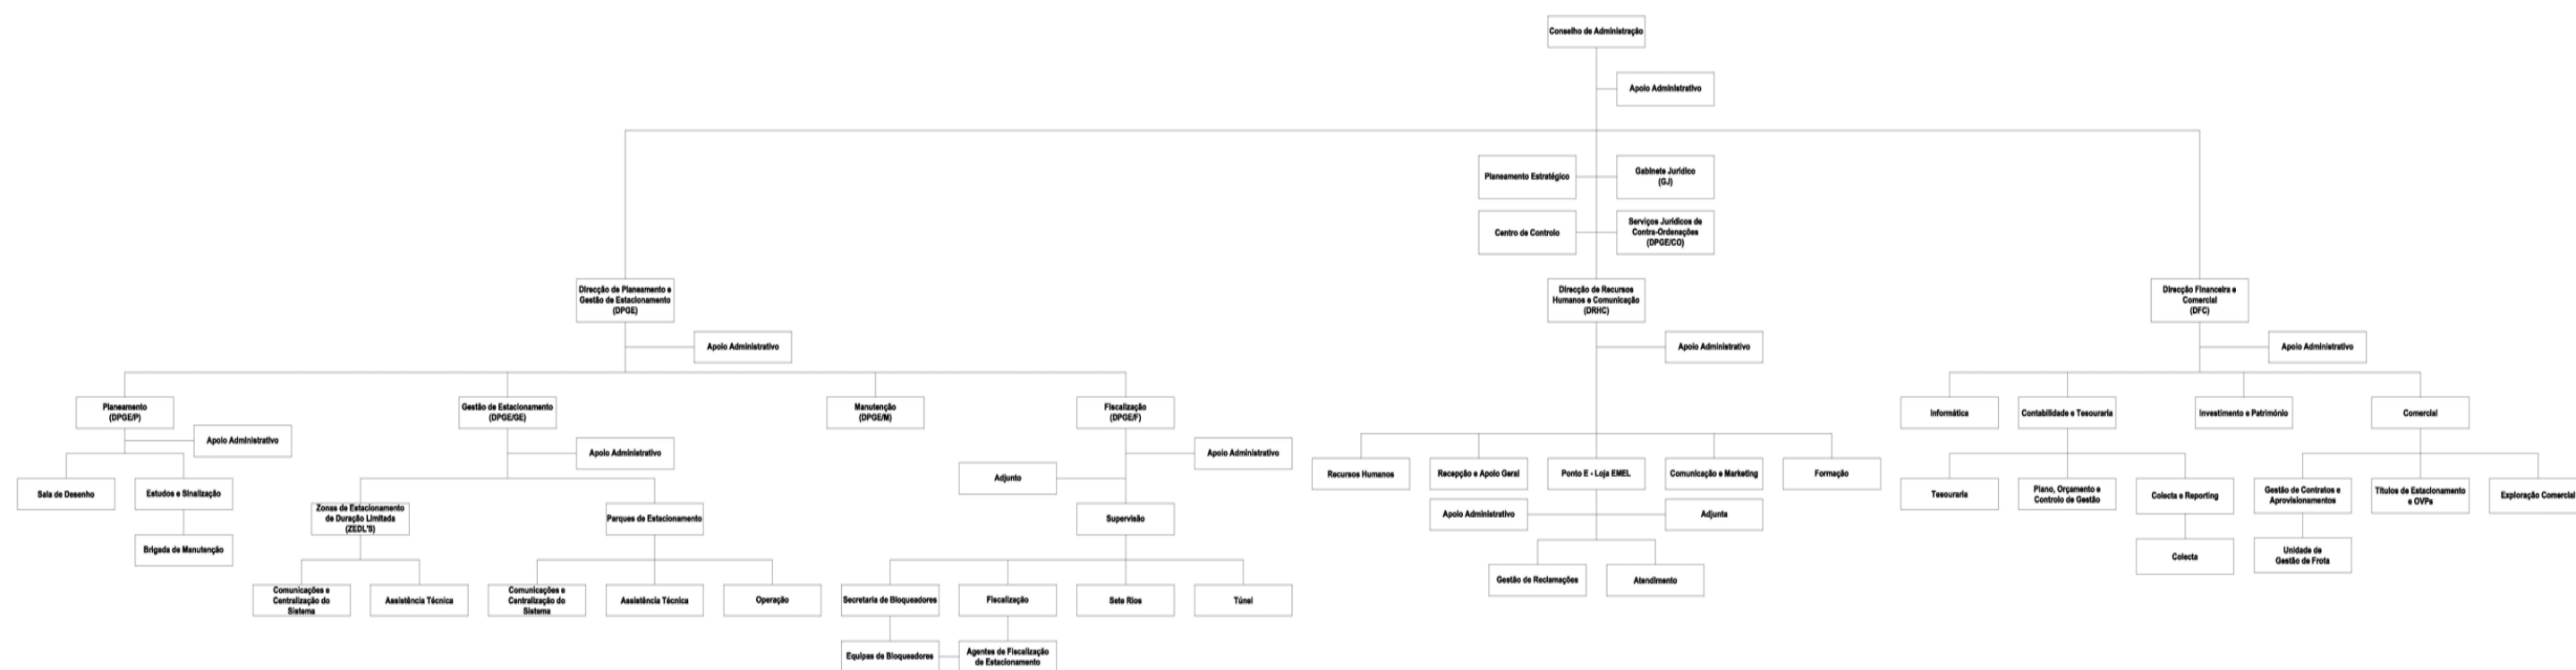 Conselho de Administração
Apoio Administrativo
Planeamento Estratégico
Gabinete Jurídico
(GJ)
Centro de Controlo
Serviços Jurídicos de
Contra-Ordenações
(DPGE/CO)
Direcção de Planeamento e
Gestão de Estacionamento
(DPGE)
Direcção de Recursos
Humanos e Comunicação
(DRHC)
Direcção Financeira e
Comercial
(DFC)
Apoio Administrativo
Apoio Administrativo
Apoio Administrativo
Planeamento
(DPGE/P)
Gestão de Estacionamento
(DPGE/GE)
Manutenção
(DPGE/M)
Fiscalização
(DPGE/F)
Informática
Contabilidade e Tesouraria
Investimento e Património
Comercial
Apoio Administrativo
Apoio Administrativo
Apoio Administrativo
Adjunto
Recursos Humanos
Recepção e Apoio Geral
Ponto E - Loja EMEL
Comunicação e Marketing
Formação
Sala de Desenho
Estudos e Sinalização
Tesouraria
Plano, Orçamento e
Controlo de Gestão
Colecta e Reporting
Gestão de Contratos e
Aprovisionamentos
Títulos de Estacionamento
e OVPs
Exploração Comercial
Zonas de Estacionamento
de Duração Limitada
(ZEDL'S)
Parques de Estacionamento
Supervisão
Apoio Administrativo
Adjunta
Brigada de Manutenção
Colecta
Unidade de
Gestão de Frota
Gestão de Reclamações
Atendimento
Comunicações e
Centralização do
Sistema
Assistência Técnica
Comunicações e
Centralização do
Sistema
Assistência Técnica
Operação
Secretaria de Bloqueadores
Fiscalização
Sete Rios
Túnel
Equipas de Bloqueadores
Agentes de Fiscalização
de Estacionamento